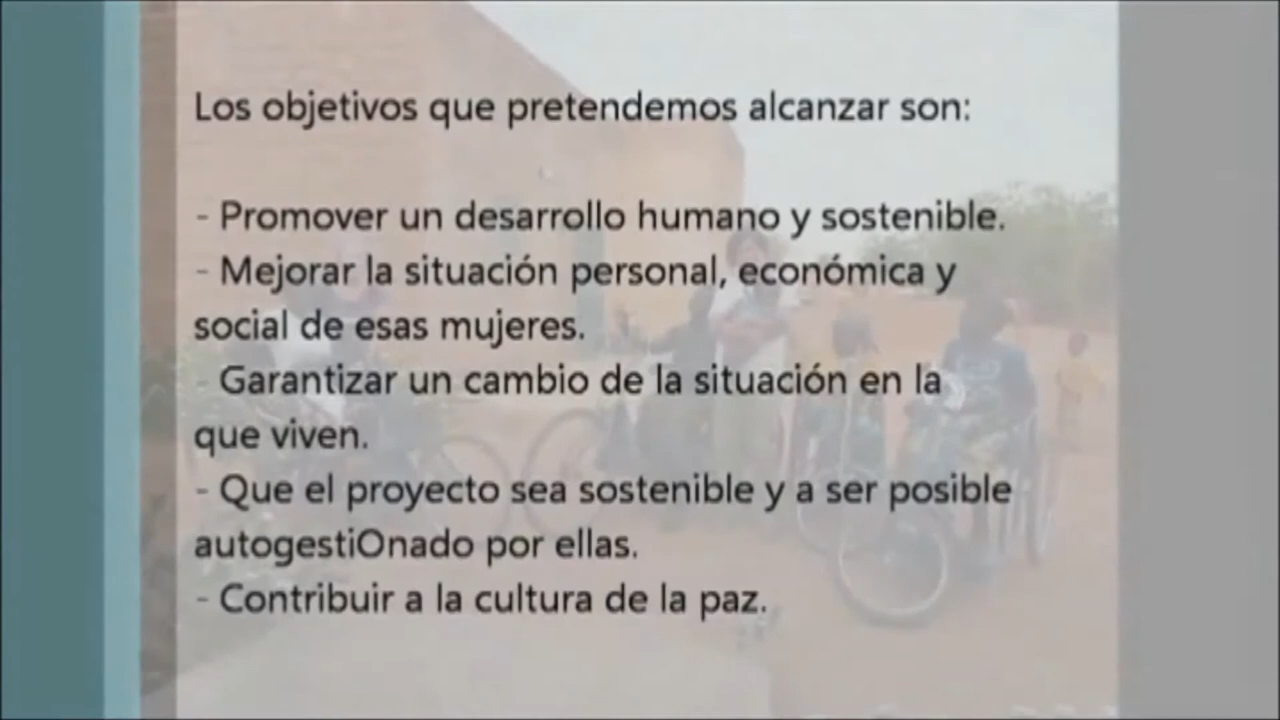 Los objetivos que pretendemos alcanzar son:
- Promover un desarrollo humano y sostenible.
- Mejorar la situación personal, económica y
social de esas mujeres.
- Garantizar un cambio de la situación en la
que viven.
- Que el proyecto sea sostenible y a ser posible
autogestiOnado por ellas.
- Contribuir a la cultura de la paz.